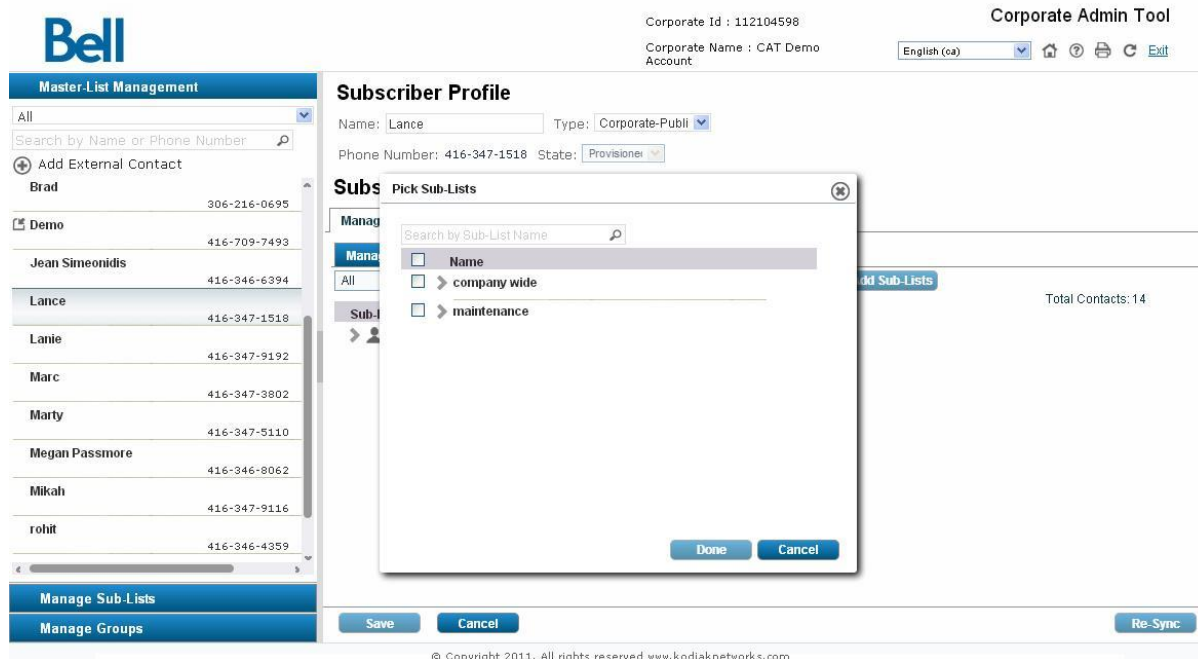 Bell
Corporate Id : 112104598
Corporate Name : CAT Demo
Account
Corporate Admin Tool
English (ca)
Exit
Master-List Management
All
Search by Name or Phone Number
Add External Contact
Brad
306-216-0695
Demo
416-709-7493
Jean Simeonidis
416-346-6394
Lance
416-347-1518
Lanie
416-347-9192
Marc
416-347-3802
Marty
416-347-5110
Megan Passmore
416-346-8062
Mikah
416-347-9116
rohit
416-346-4359
Manage Sub-Lists
Manage Groups
Subscriber Profile
Name: Lance Type: Corporate-Publi
Phone Number: 416-347-1518 State: Provisione
Subs
Manag
Mana
All
dd Sub-Lists
Total Contacts: 14
Sub-
Pick Sub-Lists
Search by Sub-List Name
Name
company wide
maintenance
Done Cancel
Save Cancel Re-Sync
© Copyright 2011. All rights reserved www.kodiaknetworks.com